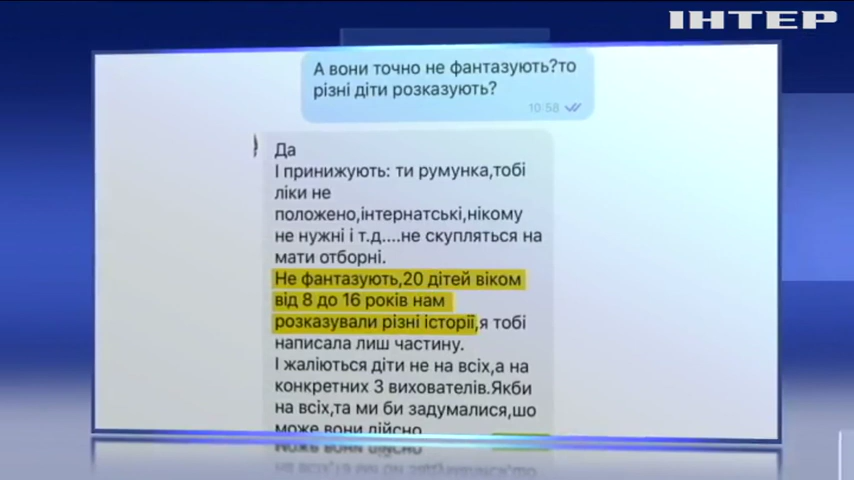 ІНТЕР
А вони точно не фантазують?то
різні діти розказують?
10:58
Да
І принижують: ти румунка,тобі
ліки не
положено,інтернатські,нікому
не нужні і т.д....не скупляться на
мати отборні.
Не фантазують,20 дітей віком
від 8 до 16 років нам
розказували різні історії,я тобі
написала лиш частину.
І жаліються діти не на всіх,а на
конкретних 3 вихователів.Якби
на всіх,та ми би задумалися,шо
може вони дійсно